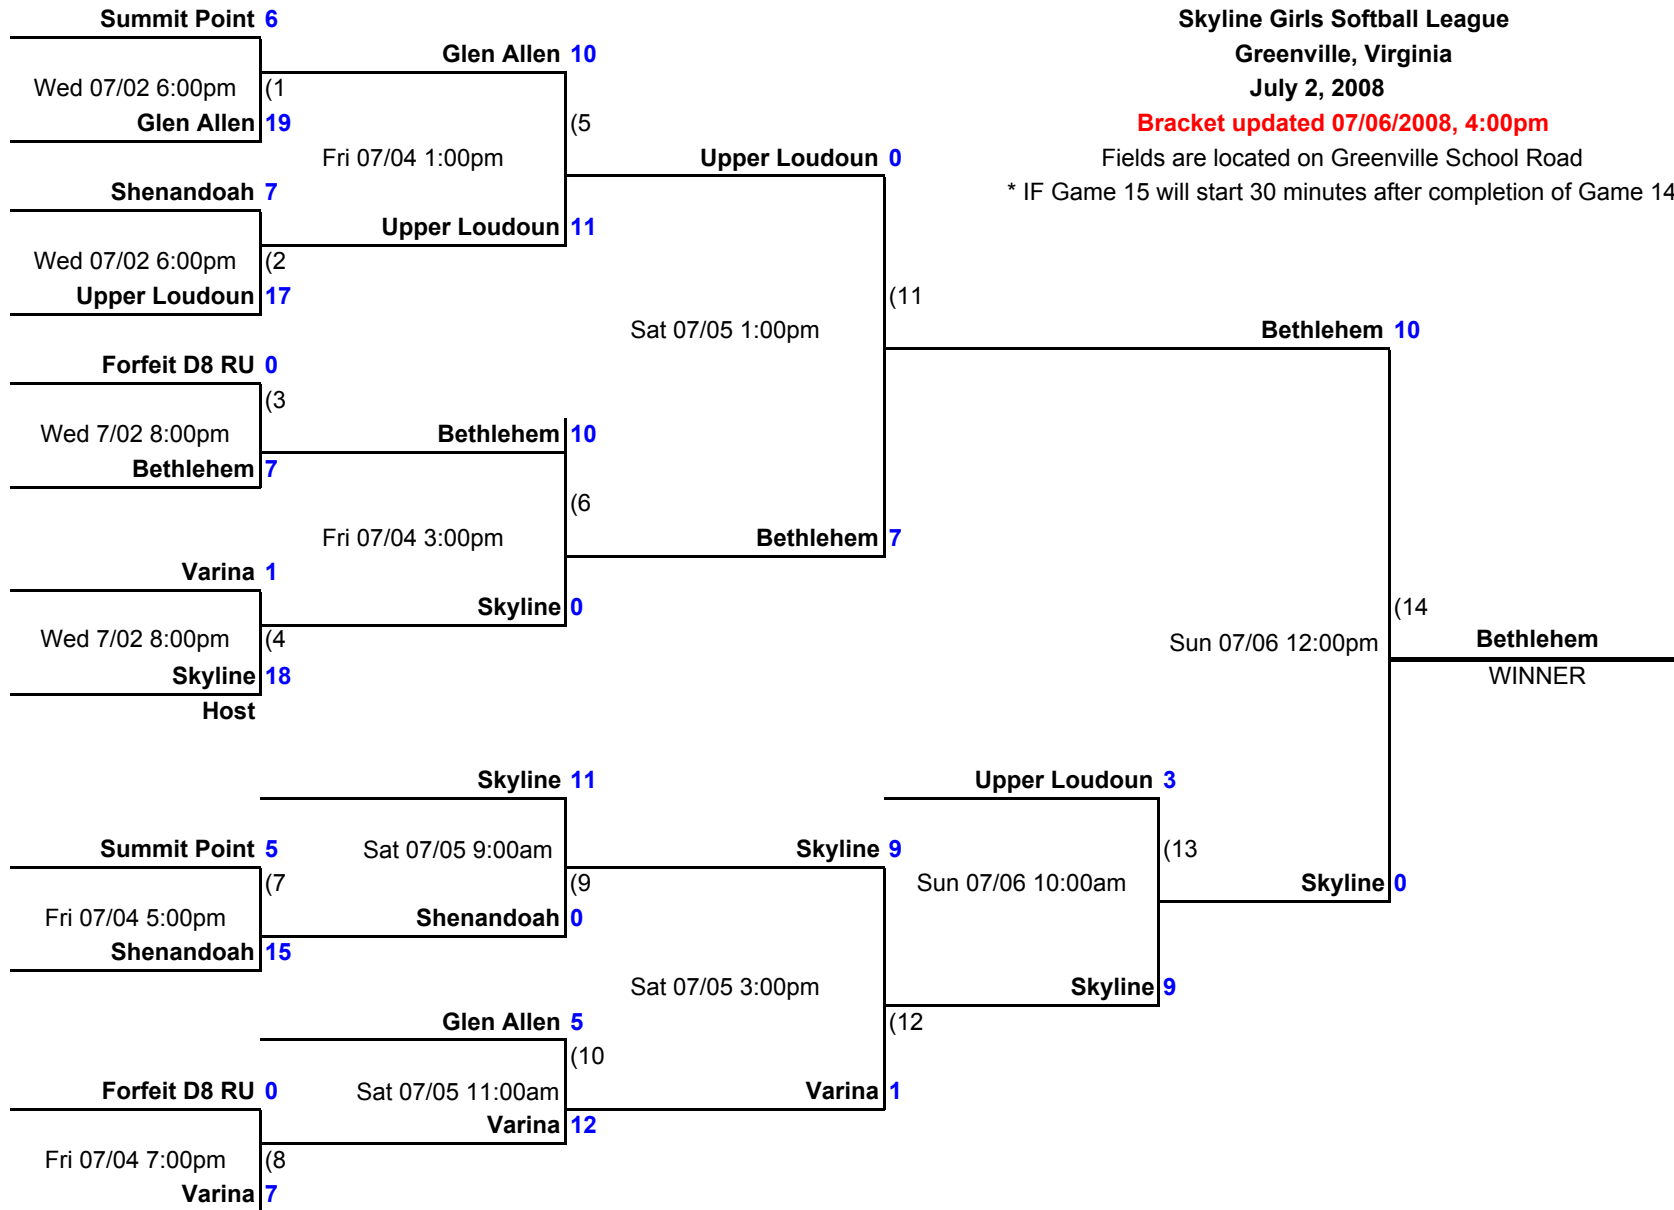 Summit Point 6
Skyline Girls Softball League
Glen Allen 10
Greenville, Virginia
Wed 07/02 6:00pm (1
July 2, 2008
Glen Allen 19
(5
Bracket updated 07/06/2008, 4:00pm
Fri 07/04 1:00pm
Upper Loudoun 0
Fields are located on Greenville School Road
Shenandoah 7
* IF Game 15 will start 30 minutes after completion of Game 14
Upper Loudoun 11
Wed 07/02 6:00pm (2
Upper Loudoun 17
(11
Sat 07/05 1:00pm
Bethlehem 10
Forfeit D8 RU 0
(3
Wed 7/02 8:00pm
Bethlehem 10
Bethlehem 7
(6
Fri 07/04 3:00pm
Bethlehem 7
Varina 1
Skyline 0
(14
Wed 7/02 8:00pm (4
Sun 07/06 12:00pm
Bethlehem
Skyline 18
WINNER
Host
Skyline 11
Upper Loudoun 3
Summit Point 5
Sat 07/05 9:00am
Skyline 9
(13
(7
(9
Sun 07/06 10:00am
Skyline 0
Fri 07/04 5:00pm
Shenandoah 0
Shenandoah 15
Sat 07/05 3:00pm
Skyline 9
Glen Allen 5
(12
(10
Forfeit D8 RU 0
Sat 07/05 11:00am
Varina 1
Varina 12
Fri 07/04 7:00pm (8
Varina 7